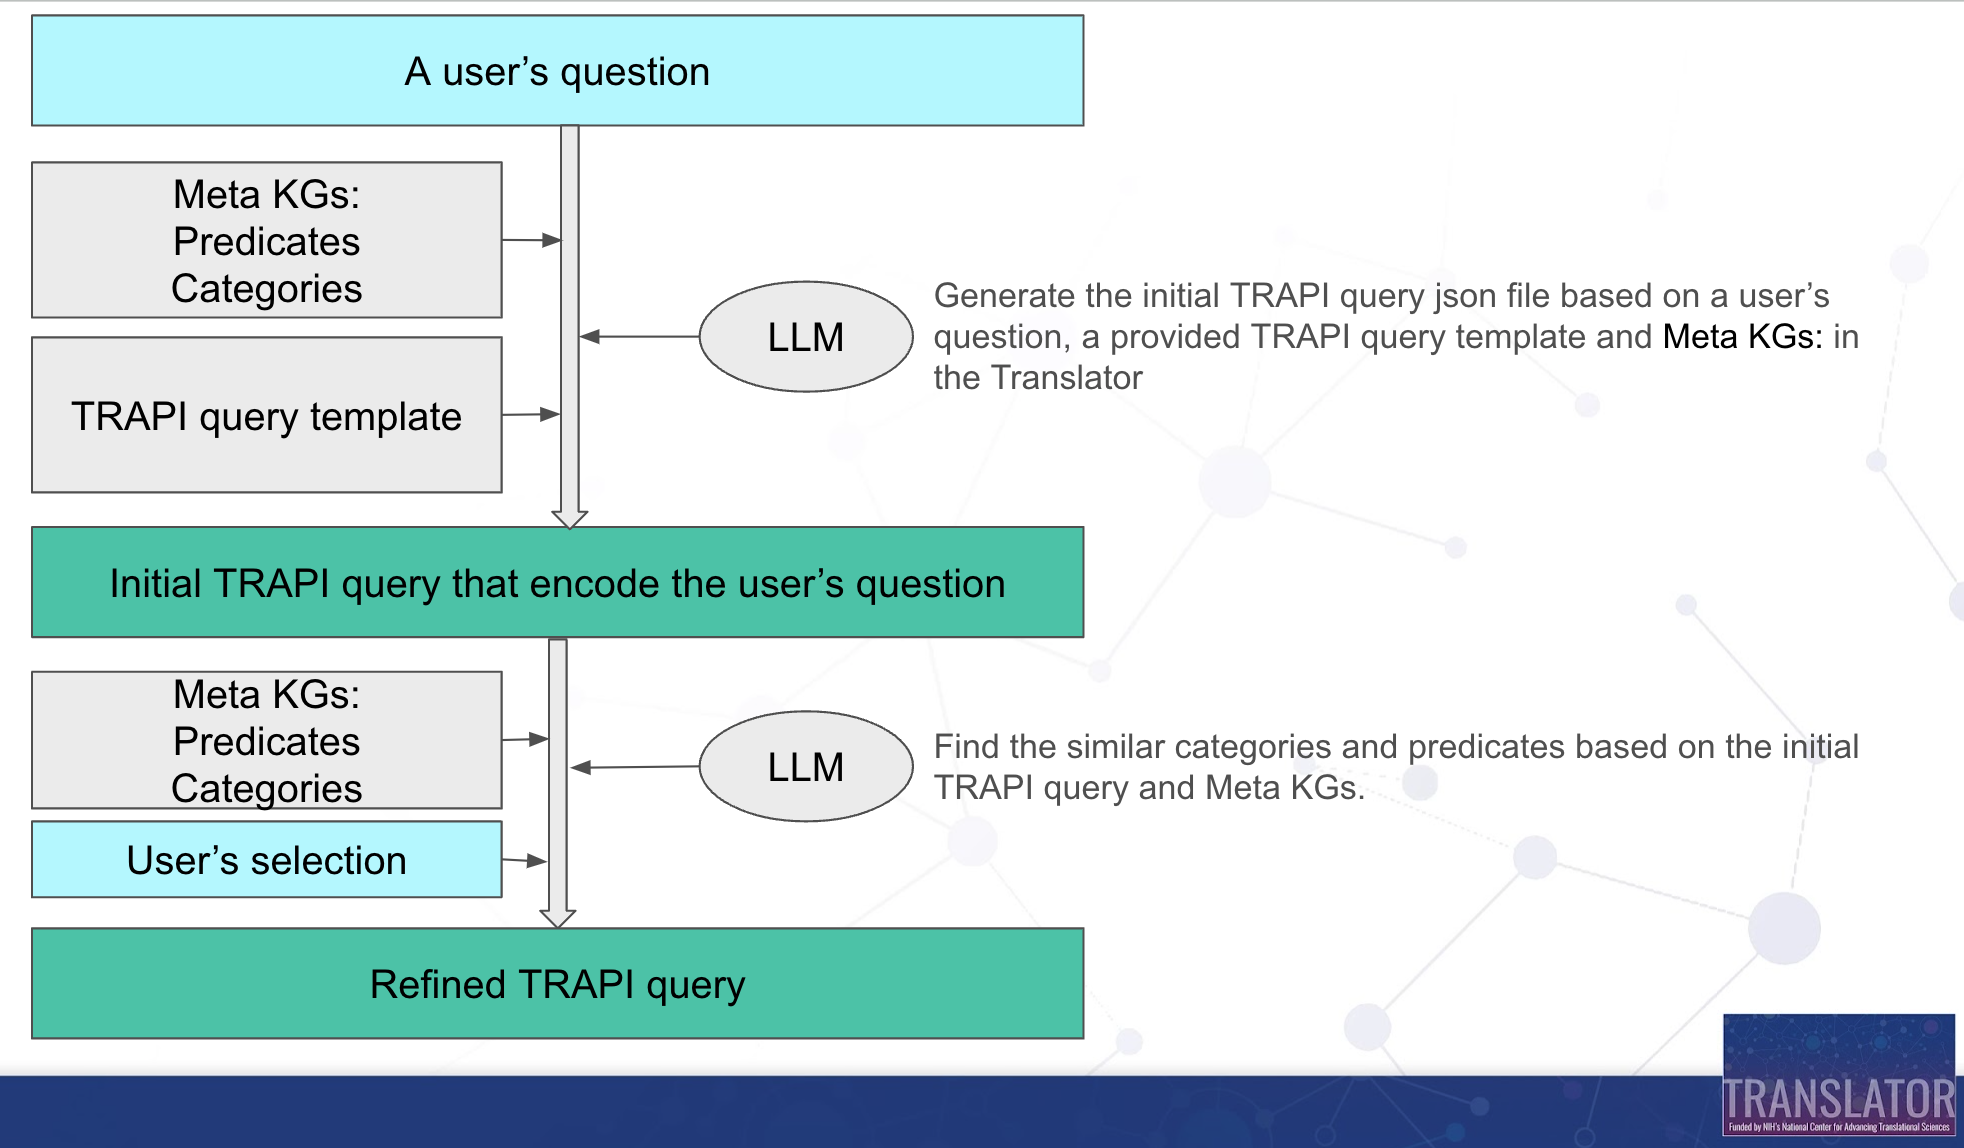 A user’s question
Meta KGs:
Predicates
Categories
TRAPI query template
LLM
Generate the initial TRAPI query json file based on a user’s
question, a provided TRAPI query template and Meta KGs: in
the Translator
Initial TRAPI query that encode the user’s question
Meta KGs:
Predicates
Categories
User’s selection
LLM
Find the similar categories and predicates based on the initial
TRAPI query and Meta KGs.
Refined TRAPI query
TRANSLATOR
Funded by NIH's National Center for Advancing Translational Sciences